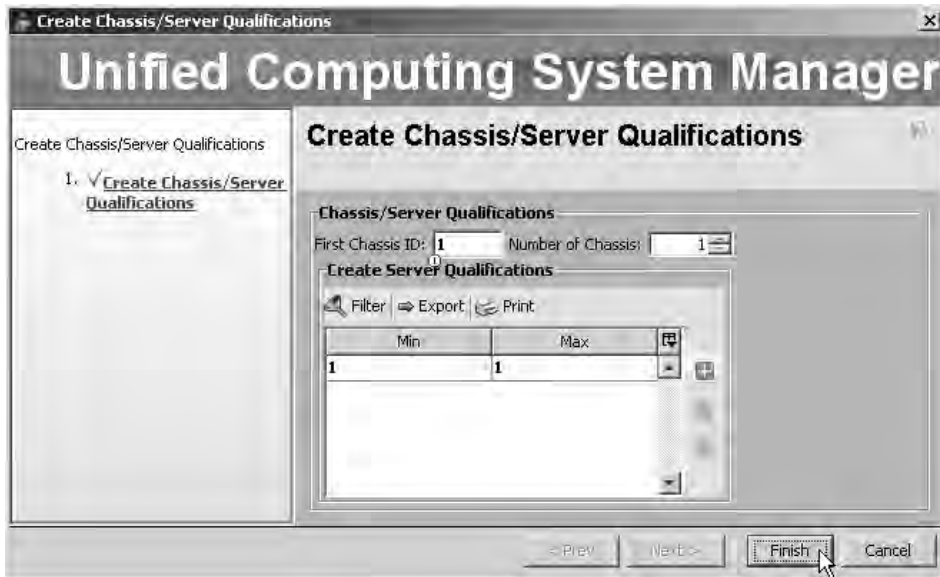 Create Chassis/Server Qualifications
Unified Computing System Manager
Create Chassis/Server Qualifications
1. √Create Chassis/Server
Qualifications
Create Chassis/Server Qualifications
Chassis/Server Qualifications
First Chassis ID: 1 Number of Chassis: 1
Create Server Qualifications
Filter Export Print
Min Max
1 1
< Prev Next > Finish Cancel